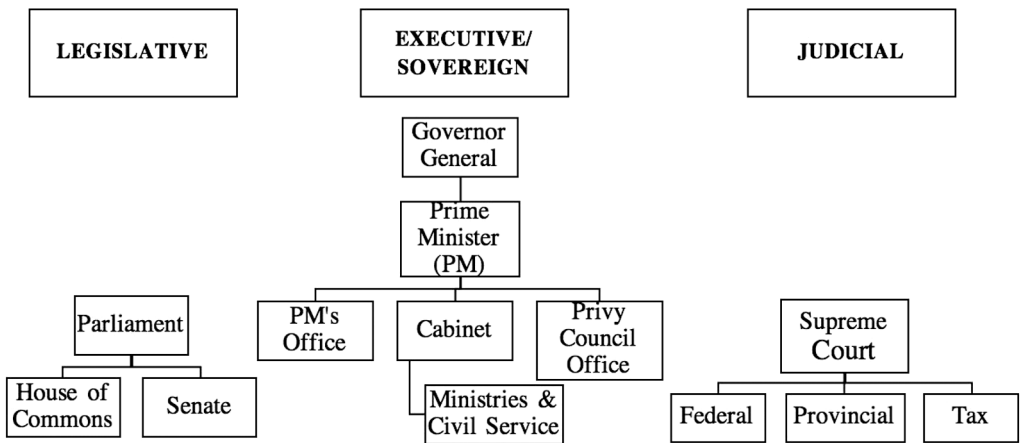 LEGISLATIVE
EXECUTIVE/
SOVEREIGN
JUDICIAL
Governor
General
Prime
Minister
(PM)
Parliament
House of
Commons
Senate
PM's
Office
Cabinet
Privy
Council
Office
Ministries &
Civil Service
Supreme
Court
Federal
Provincial
Tax